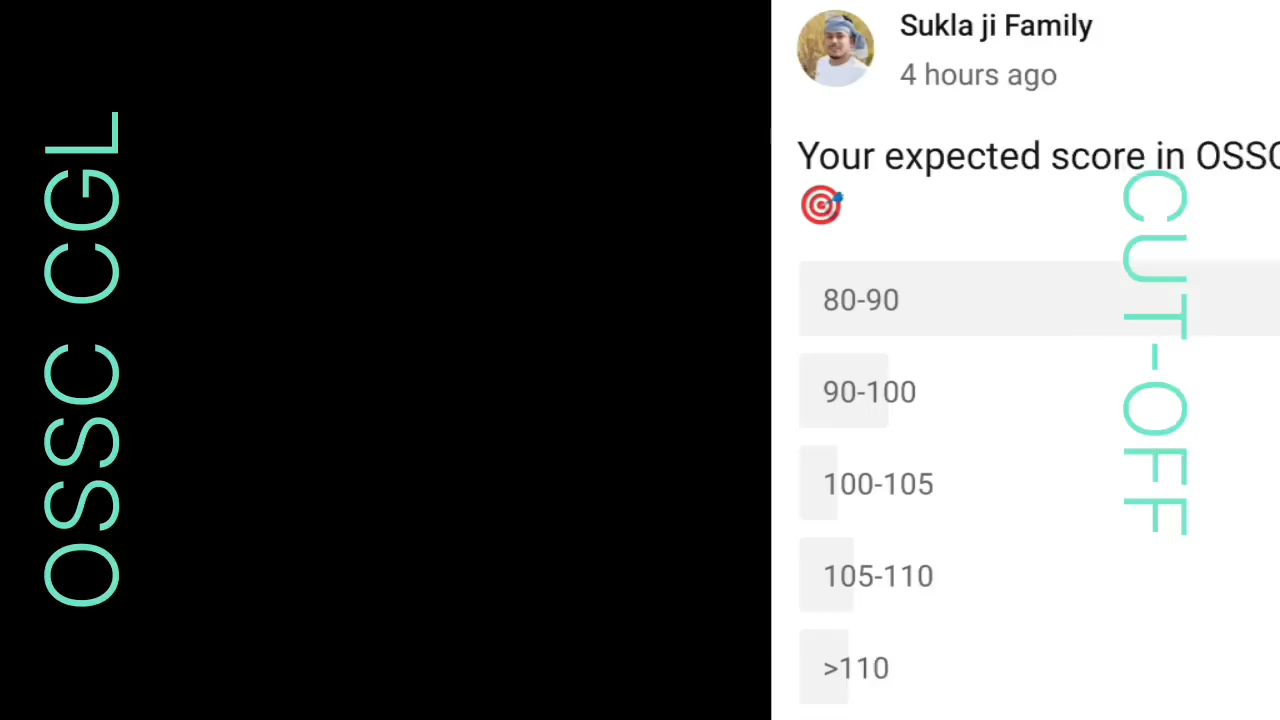 OSSC CGL
Sukla ji Family
4 hours ago
Your expected score in OSSC
🎯
80-90
90-100
100-105
105-110
>110
CUT-OFF